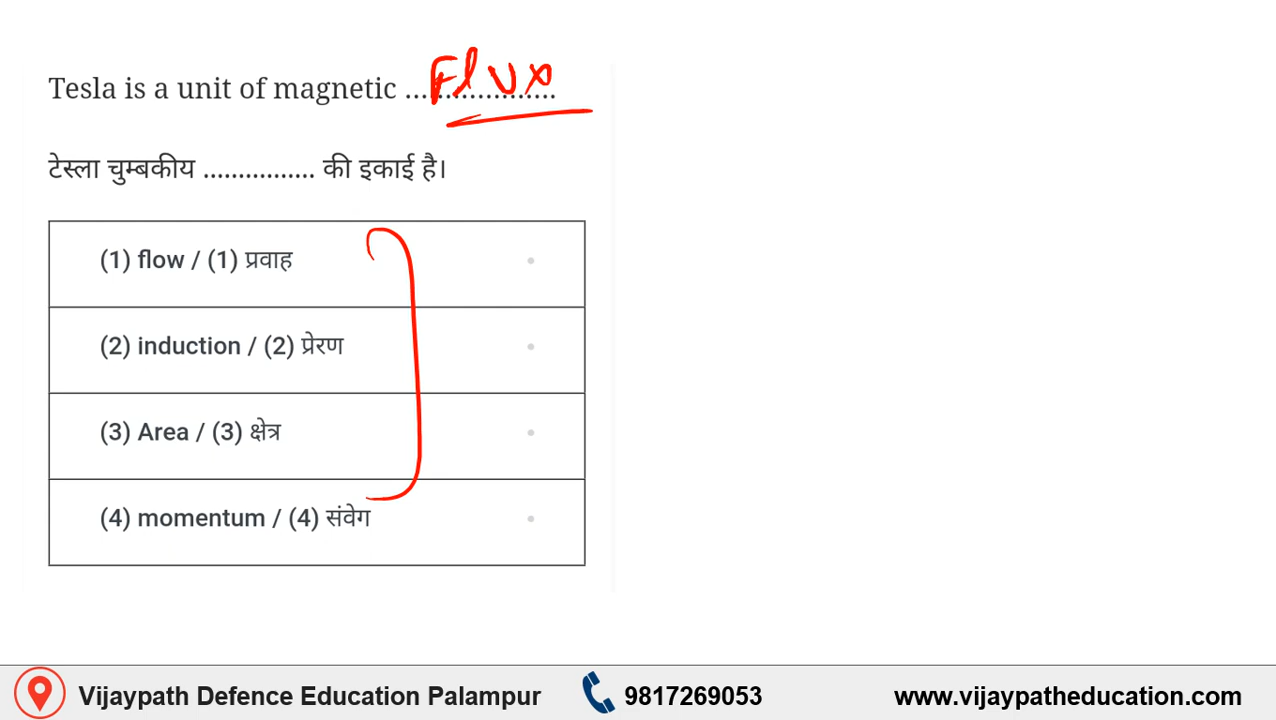 Tesla is a unit of magnetic ................... Flux
टेस्ला चुम्बकीय ................ की इकाई है।
(1) flow / (1) प्रवाह
(2) induction / (2) प्रेरण
(3) Area / (3) क्षेत्र
(4) momentum / (4) संवेग
Vijaypath Defence Education Palampur 9817269053 www.vijaypatheducation.com